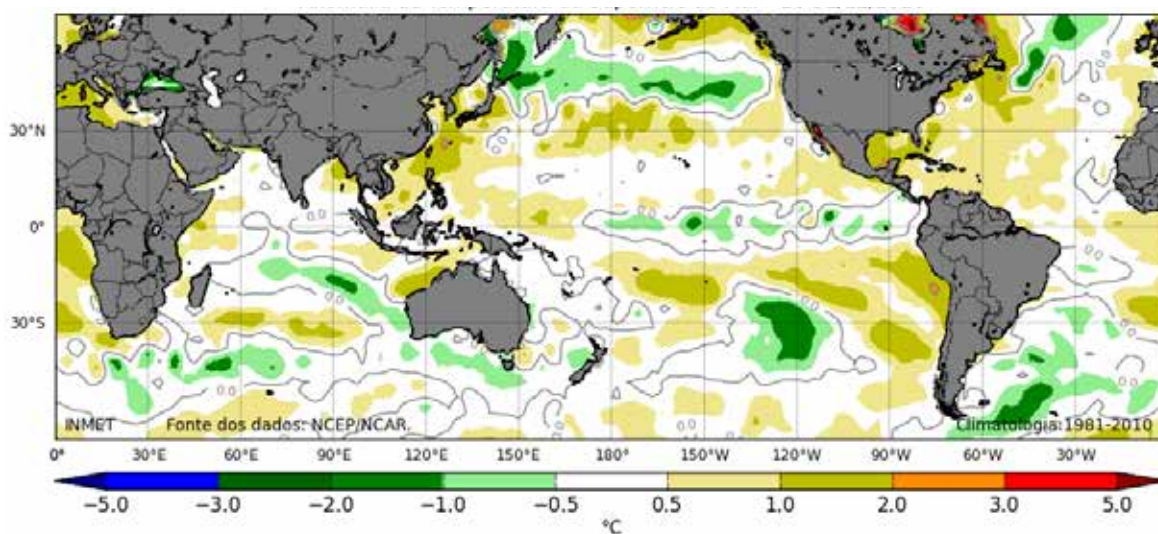 30°N
0°
30°S
INMET Fonte dos dados: NCEP/NCAR. Climatologia:1981-2010
0° 30°E 60°E 90°E 120°E 150°E 180° 150°W 120°W 90°W 60°W 30°W
−5.0 −3.0 −2.0 −1.0 −0.5 0.5 1.0 2.0 3.0 5.0
°C